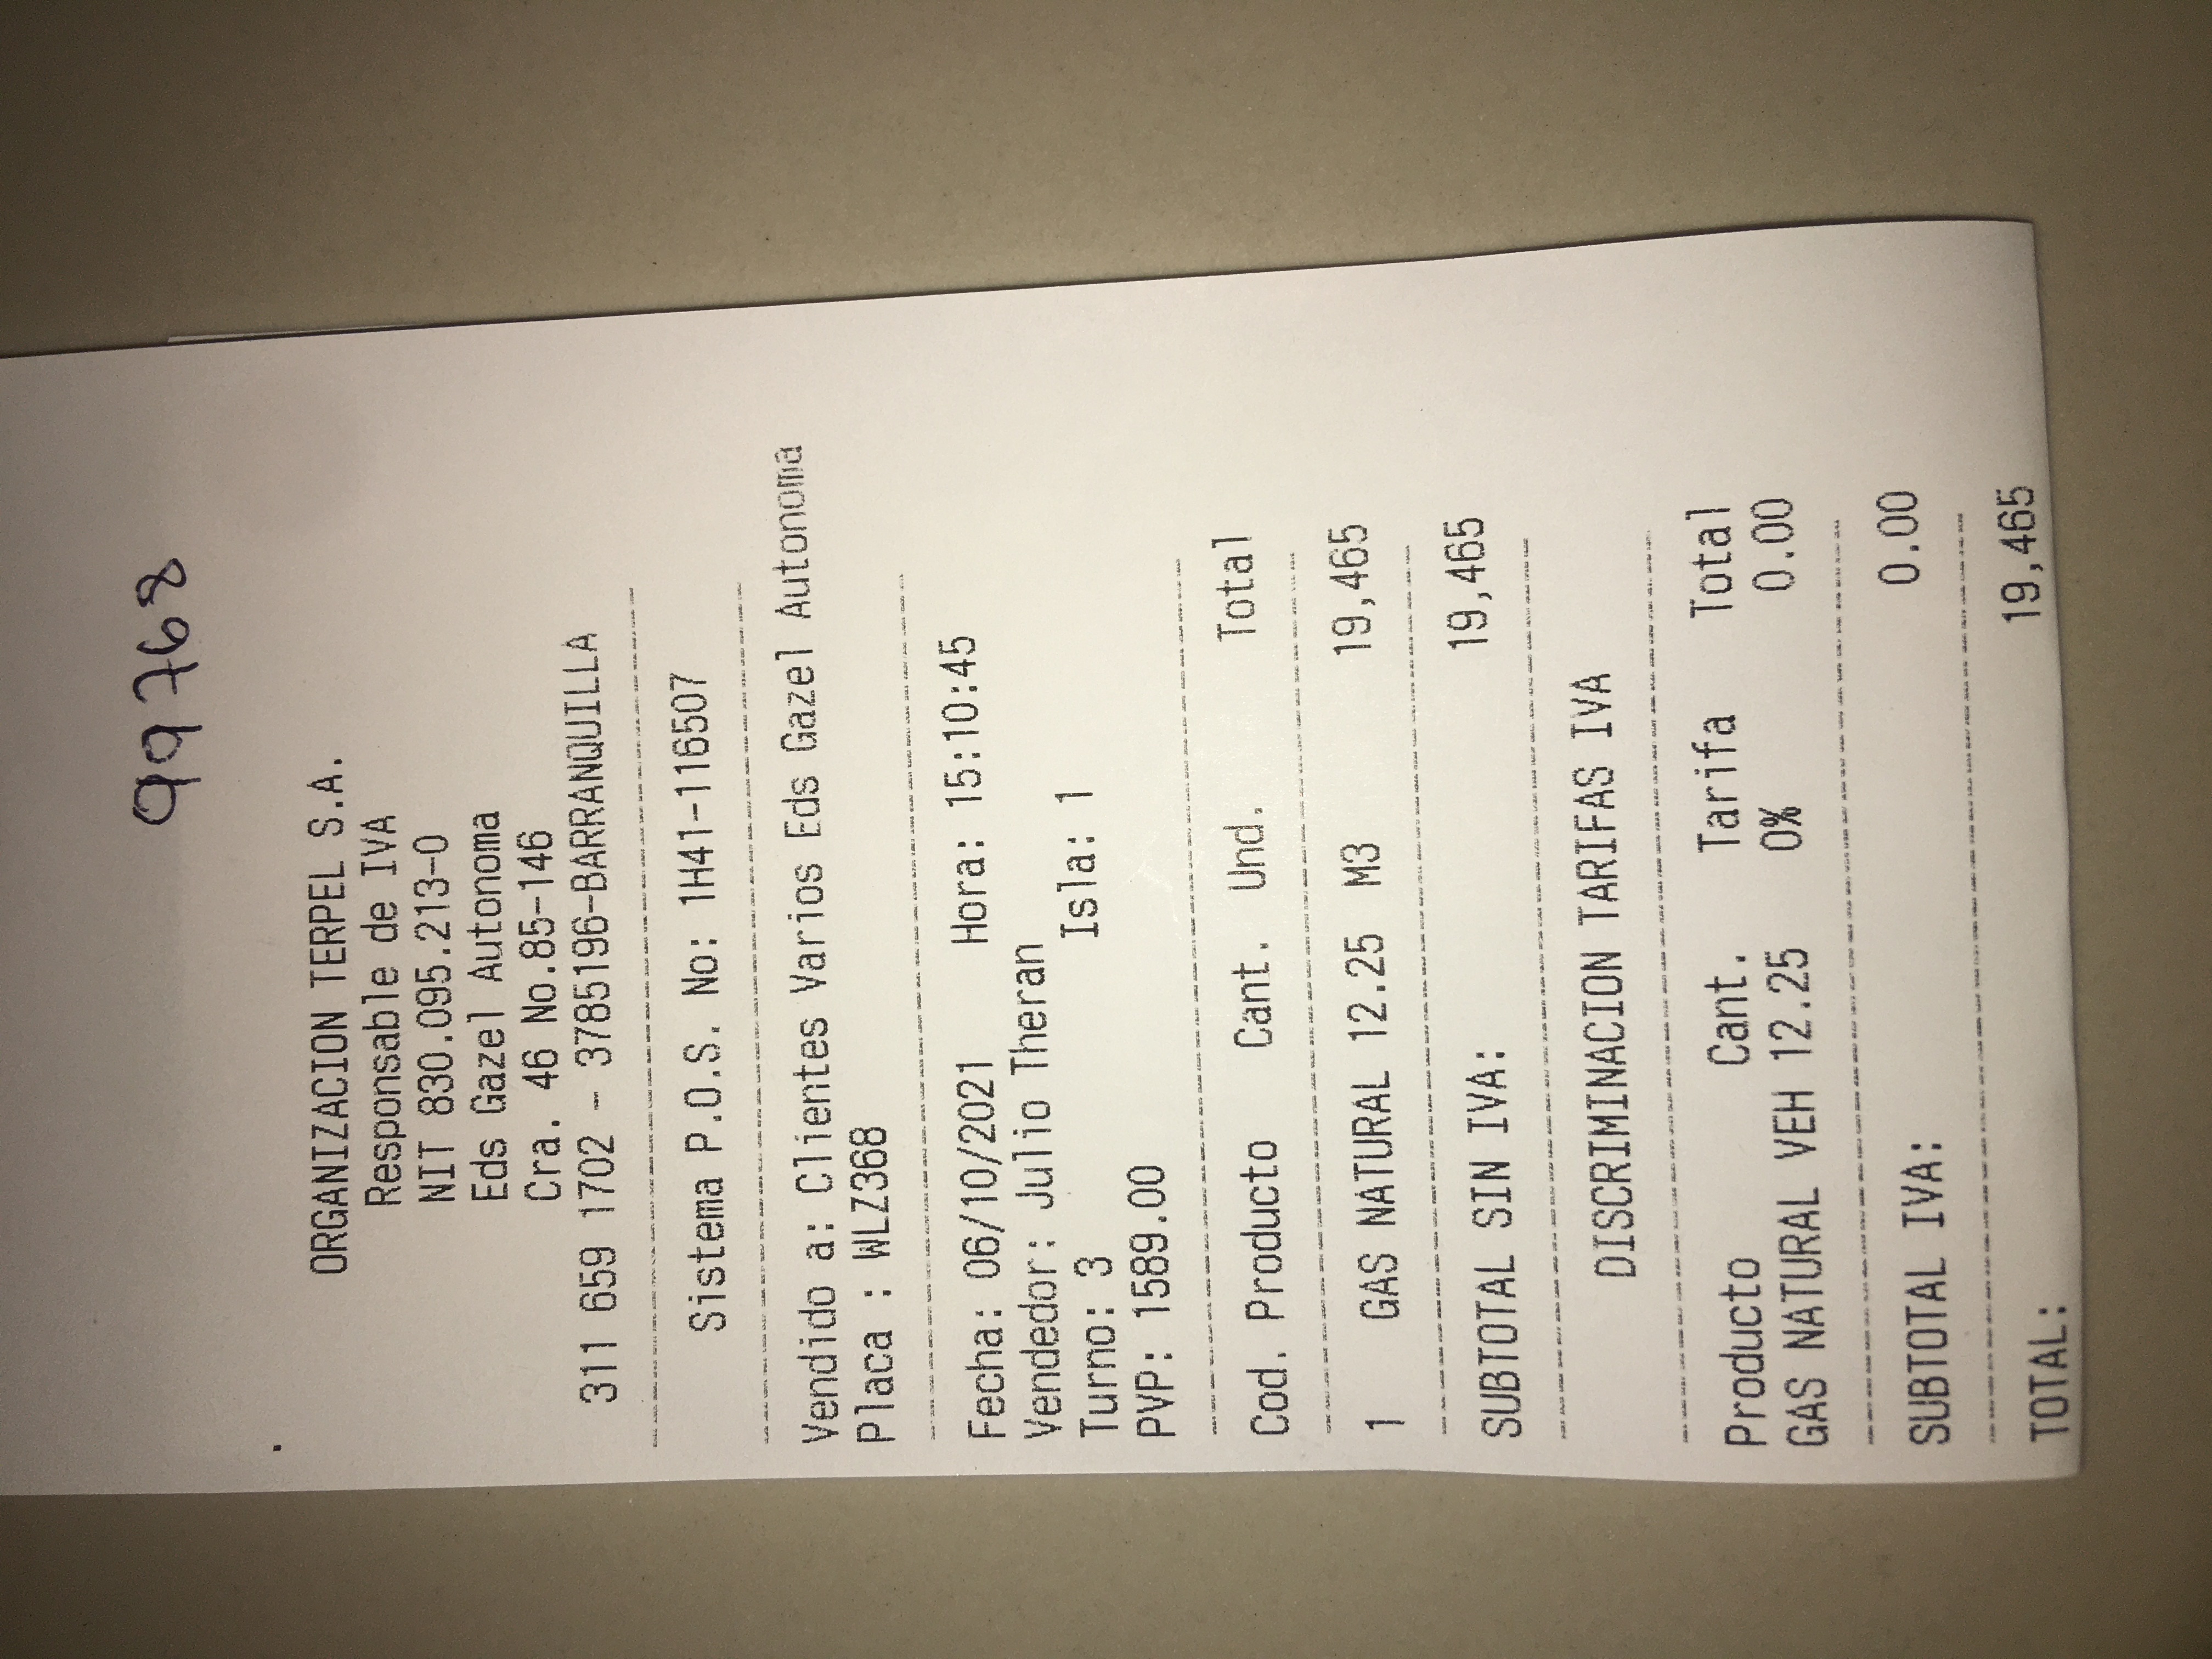 99768
ORGANIZACION TERPEL S.A.
Responsable de IVA
NIT 830.095.213-0
Eds Gazel Autonoma
Cra. 46 No.85-146
311 659 1702 - 3785196-BARRANQUILLA
Sistema P.O.S. No: 1H41-116507
Vendido a: Clientes Varios Eds Gazel Autonoma
Placa : WLZ368
Fecha: 06/10/2021 Hora: 15:10:45
Vendedor: Julio Theran
Turno: 3 Isla: 1
PVP: 1589.00
Cod. Producto Cant. Und. Total
1 GAS NATURAL 12.25 M3 19,465
SUBTOTAL SIN IVA: 19,465
DISCRIMINACION TARIFAS IVA
Producto Cant. Tarifa Total
GAS NATURAL VEH 12.25 0% 0.00
SUBTOTAL IVA: 0.00
TOTAL: 19,465